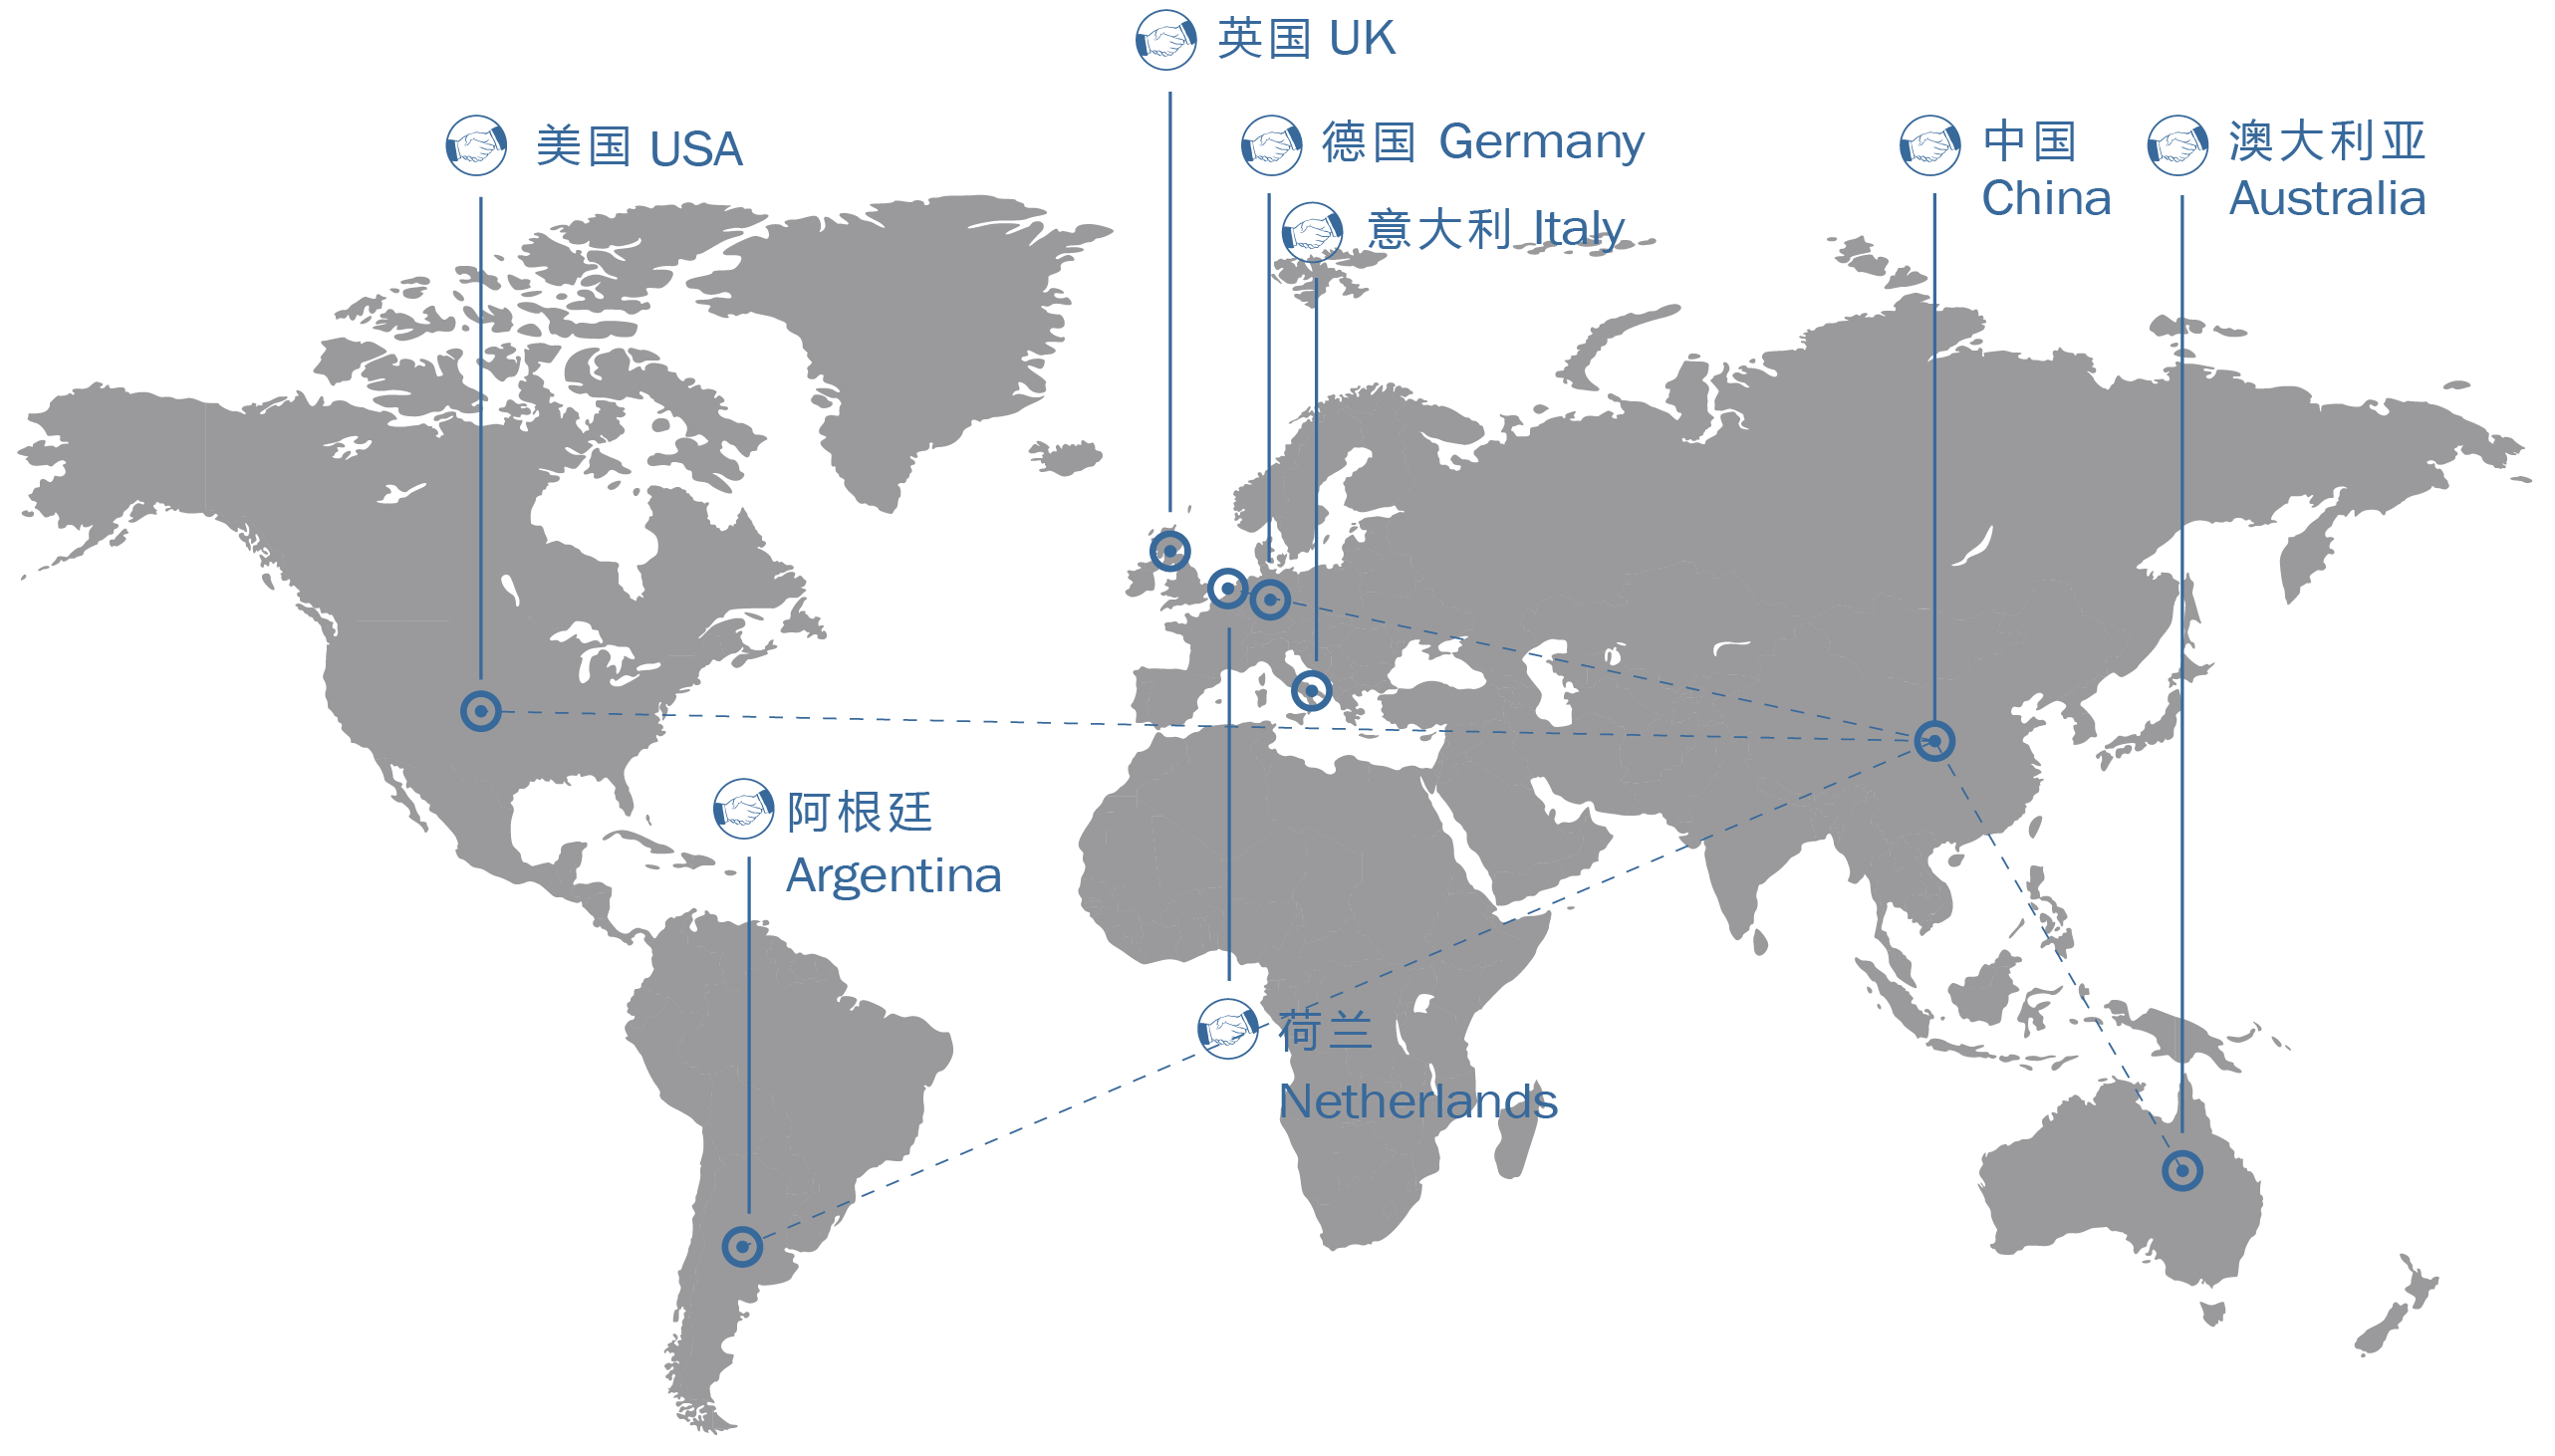 英国 UK
美国 USA
德国 Germany
中国
China
澳大利亚
Australia
意大利 Italy
阿根廷
Argentina
荷兰
Netherlands